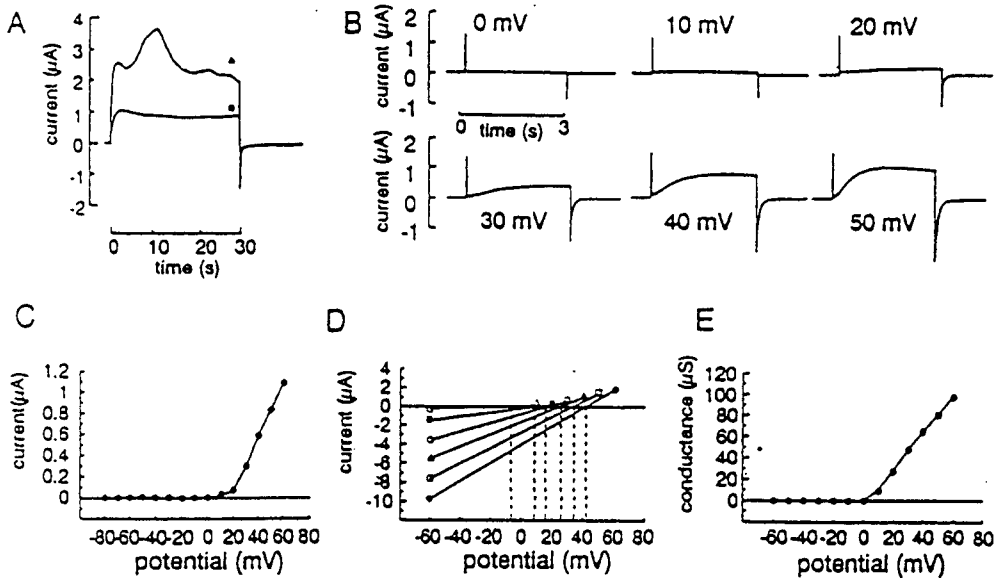 A
current (µA)
4
3
2
1
0
-1
-2
0 10 20 30
time (s)
B
current (µA)
2
1
0
-1
0 mV
10 mV
20 mV
0 time (s) 3
current (µA)
2
1
0
-1
30 mV
40 mV
50 mV
C
current(µA)
1.2
1
0.8
0.6
0.4
0.2
0
-80-60-40-20 0 20 40 60 80
potential (mV)
D
current (µA)
4
2
0
-2
-4
-6
-8
-10
-60 -40 -20 0 20 40 60 80
potential (mV)
E
conductance (µS)
120
100
80
60
40
20
0
-60 -40 -20 0 20 40 60 80
potential (mV)